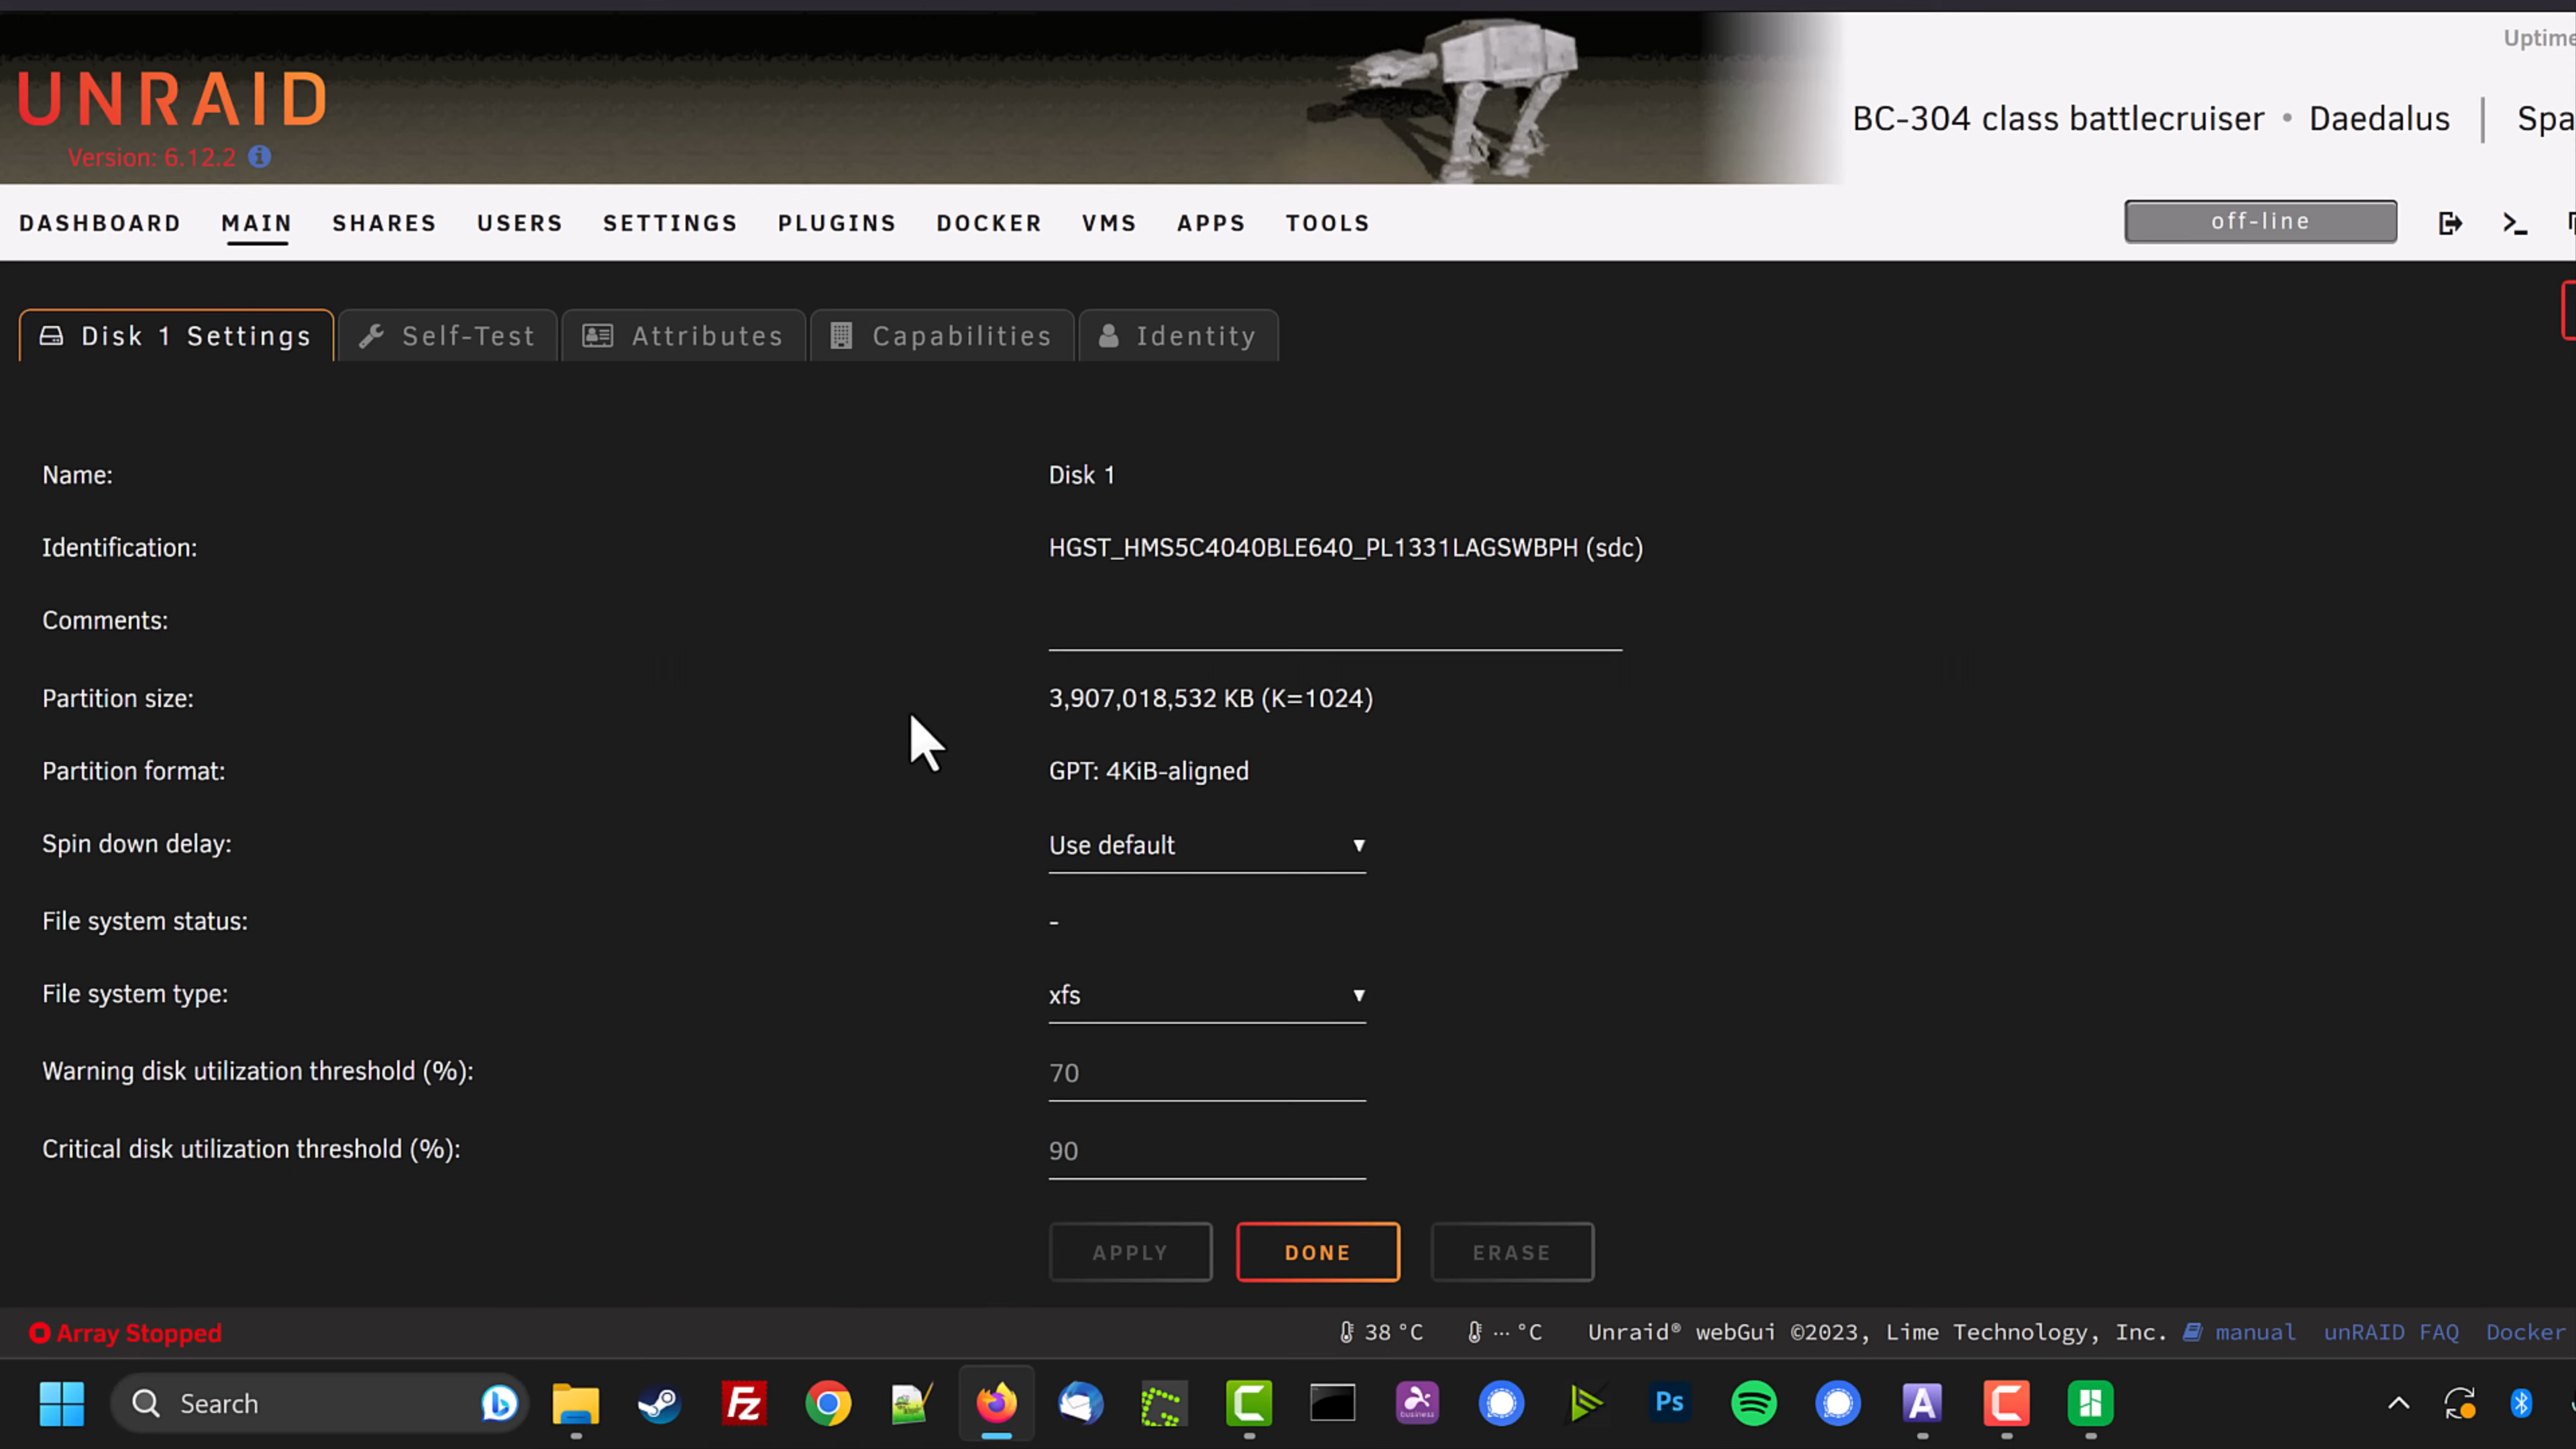 Uptime
UNRAID
Version: 6.12.2
BC-304 class battlecruiser • Daedalus | Spa
DASHBOARD MAIN SHARES USERS SETTINGS PLUGINS DOCKER VMS APPS TOOLS off-line
Disk 1 Settings Self-Test Attributes Capabilities Identity
Name: Disk 1
Identification: HGST_HMS5C4040BLE640_PL1331LAGSWBPH (sdc)
Comments:
Partition size: 3,907,018,532 KB (K=1024)
Partition format: GPT: 4KiB-aligned
Spin down delay: Use default
File system status: -
File system type: xfs
Warning disk utilization threshold (%): 70
Critical disk utilization threshold (%): 90
APPLY DONE ERASE
Array Stopped 38 °C ··· °C Unraid® webGui ©2023, Lime Technology, Inc. manual unRAID FAQ Docker
Search Fz business Ps